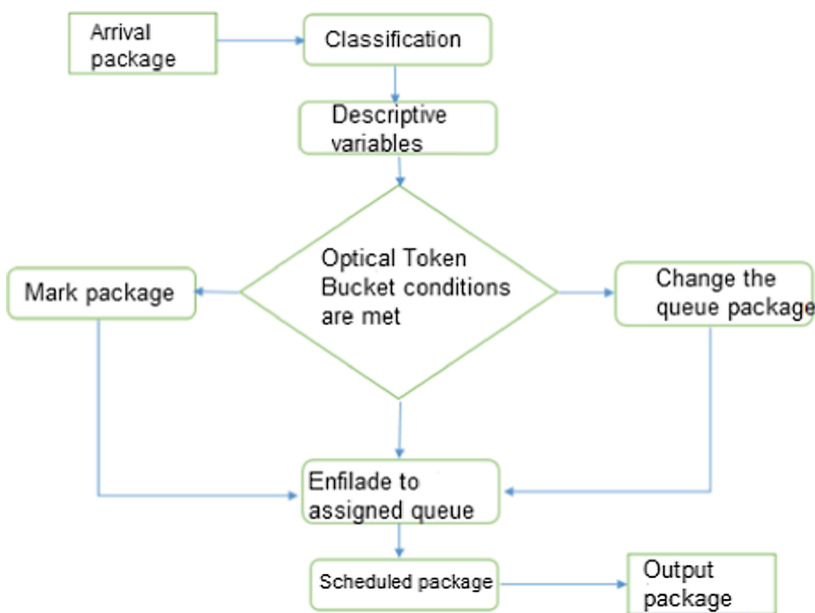 Arrival
package
Classification
Descriptive
variables
Optical Token
Bucket conditions
are met
Mark package
Change the
queue package
Enfilade to
assigned queue
Scheduled package
Output
package